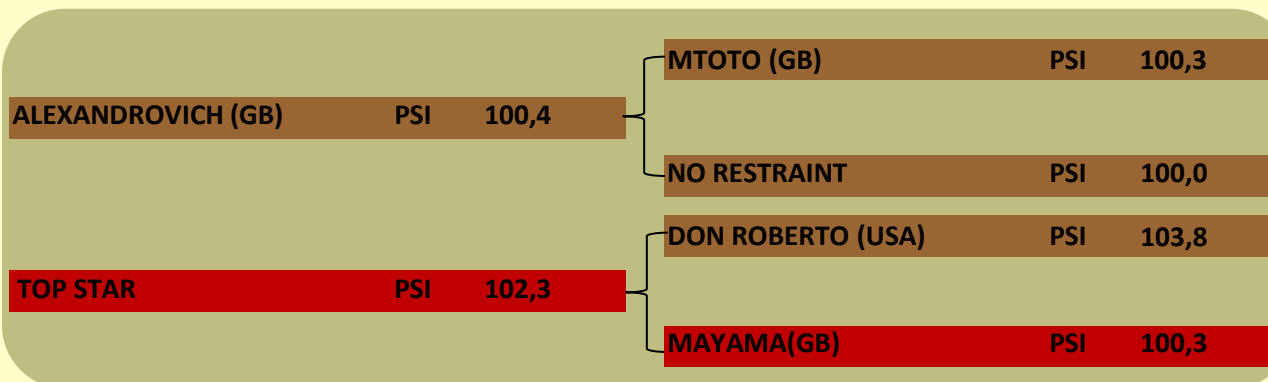 MTOTO (GB) PSI 100,3
ALEXANDROVICH (GB) PSI 100,4
NO RESTRAINT PSI 100,0
DON ROBERTO (USA) PSI 103,8
TOP STAR PSI 102,3
MAYAMA(GB) PSI 100,3